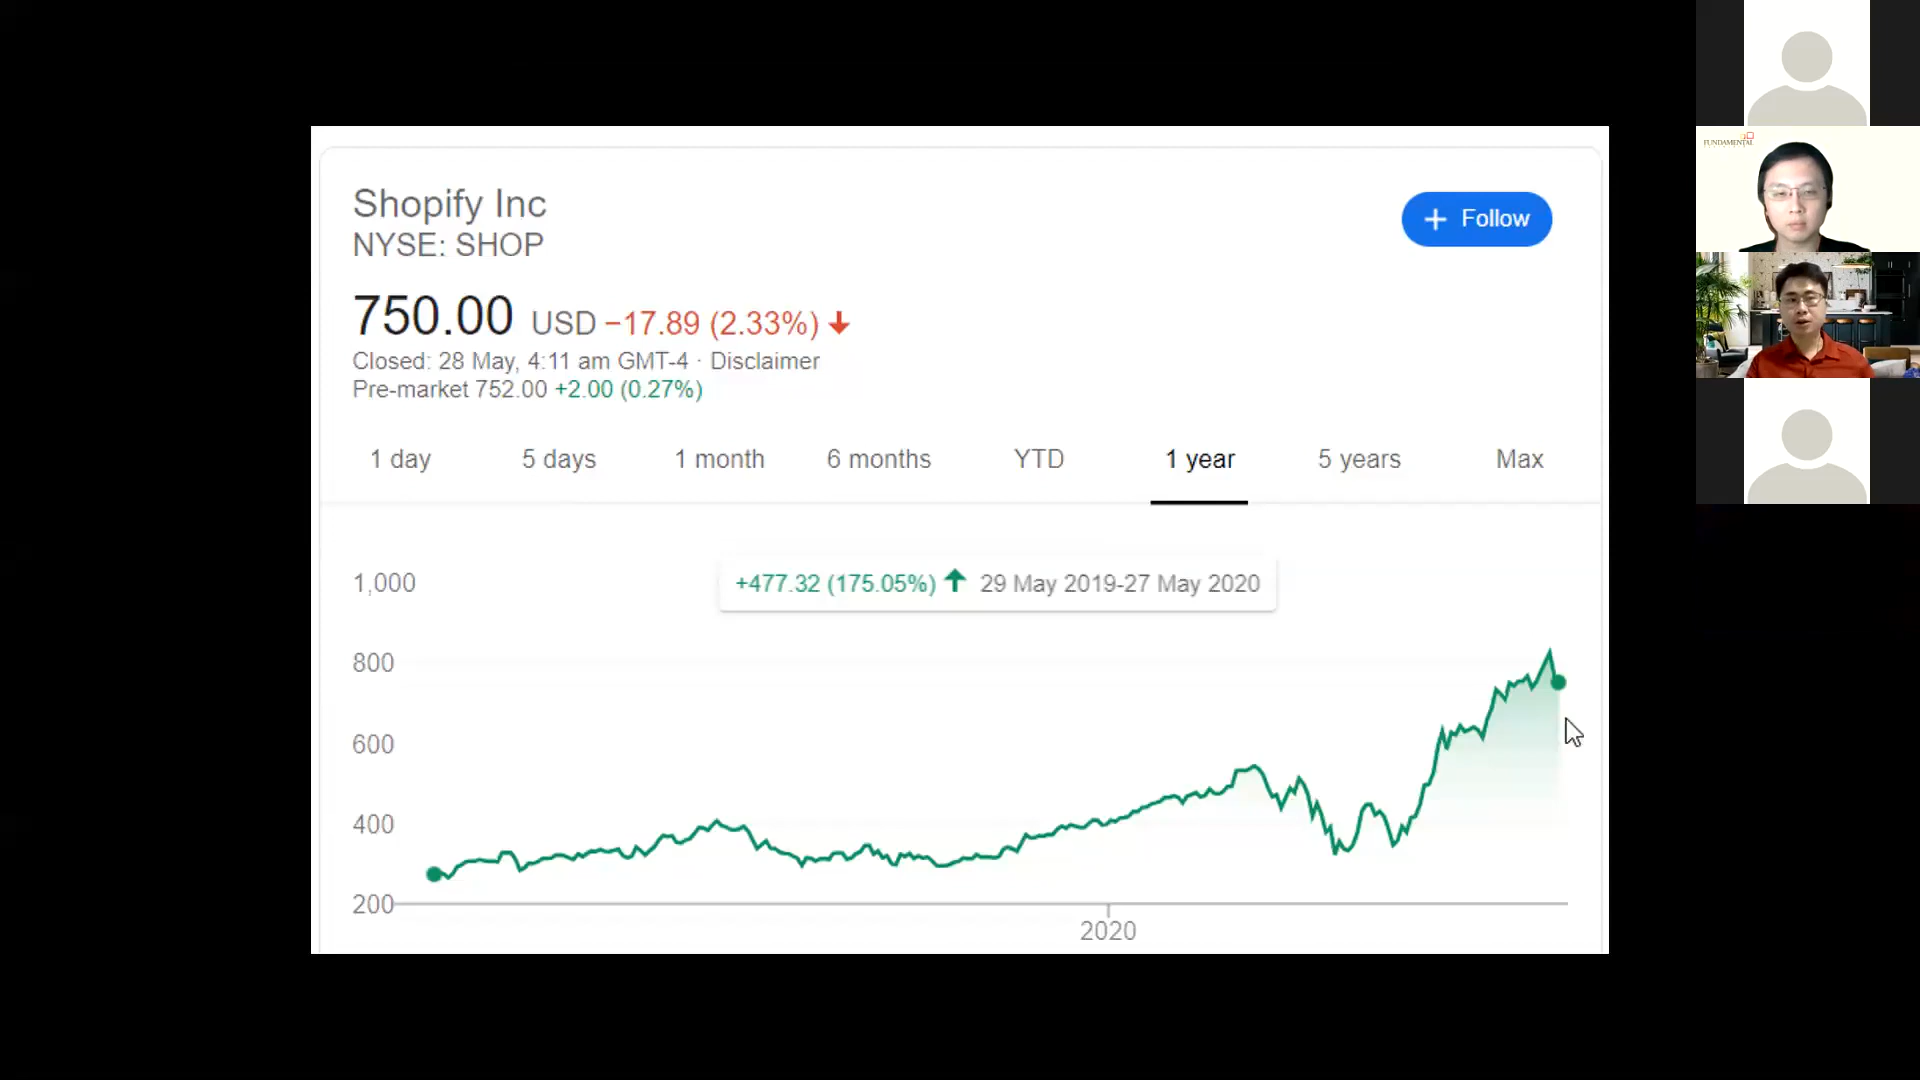 Shopify Inc
NYSE: SHOP
+ Follow
750.00 USD −17.89 (2.33%)
Closed: 28 May, 4:11 am GMT-4 · Disclaimer
Pre-market 752.00 +2.00 (0.27%)
1 day 5 days 1 month 6 months YTD 1 year 5 years Max
+477.32 (175.05%) 29 May 2019-27 May 2020
1,000
800
600
400
200
2020
FUNDAMENTAL